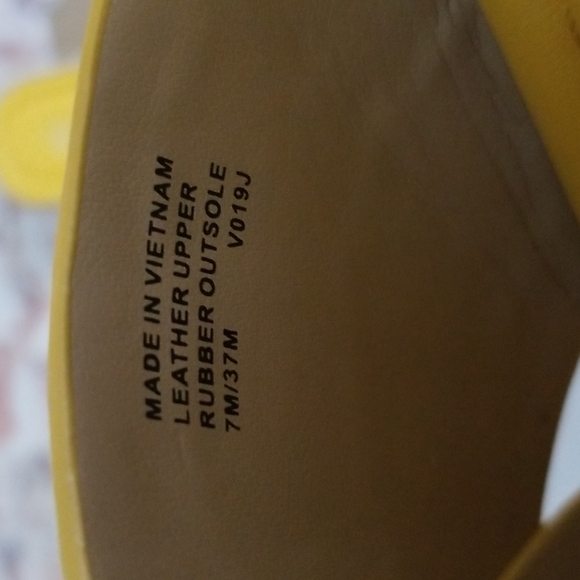 MADE IN VIETNAM
LEATHER UPPER
RUBBER OUTSOLE
7M/37M V019J